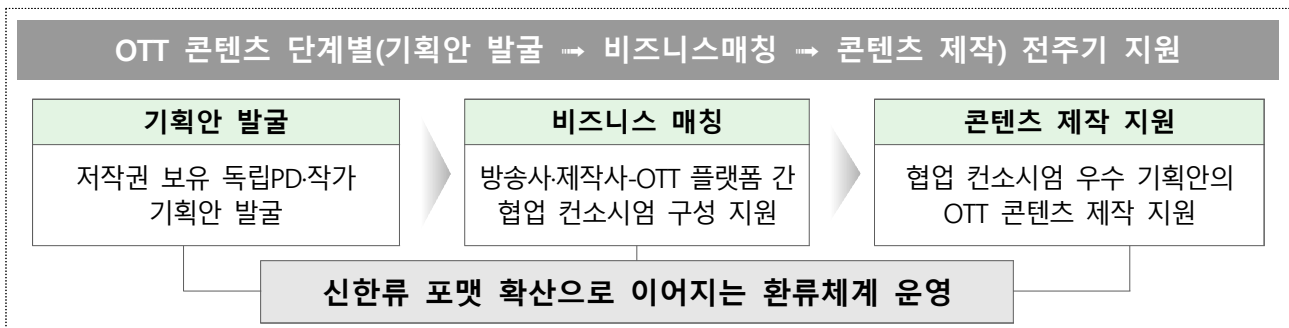 OTT 콘텐츠 단계별(기획안 발굴 ➟ 비즈니스매칭 ➟ 콘텐츠 제작) 전주기 지원
기획안 발굴
저작권 보유 독립PD·작가
기획안 발굴
비즈니스 매칭
방송사·제작사-OTT 플랫폼 간
협업 컨소시엄 구성 지원
콘텐츠 제작 지원
협업 컨소시엄 우수 기획안의
OTT 콘텐츠 제작 지원
신한류 포맷 확산으로 이어지는 환류체계 운영